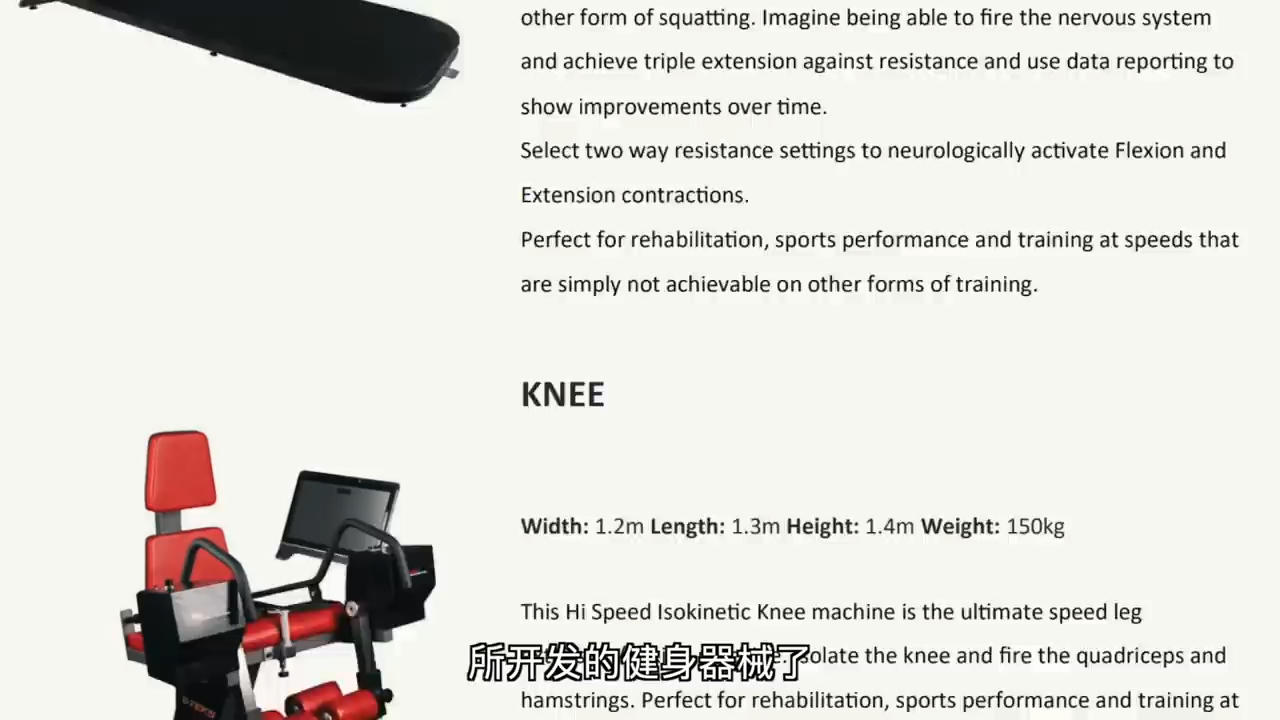 other form of squatting. Imagine being able to fire the nervous system
and achieve triple extension against resistance and use data reporting to
show improvements over time.
Select two way resistance settings to neurologically activate Flexion and
Extension contractions.
Perfect for rehabilitation, sports performance and training at speeds that
are simply not achievable on other forms of training.
KNEE
Width: 1.2m Length: 1.3m Height: 1.4m Weight: 150kg
This Hi Speed Isokinetic Knee machine is the ultimate speed leg
the knee and fire the quadriceps and
所开发的健身器械了
hamstrings. Perfect for rehabilitation, sports performance and training at